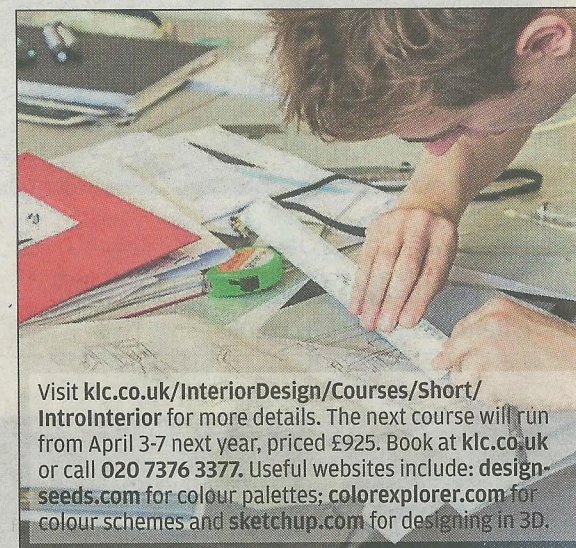 Visit klc.co.uk/InteriorDesign/Courses/Short/
IntroInterior for more details. The next course will run
from April 3-7 next year, priced £925. Book at klc.co.uk
or call 020 7376 3377. Useful websites include: design-
seeds.com for colour palettes; colorexplorer.com for
colour schemes and sketchup.com for designing in 3D.